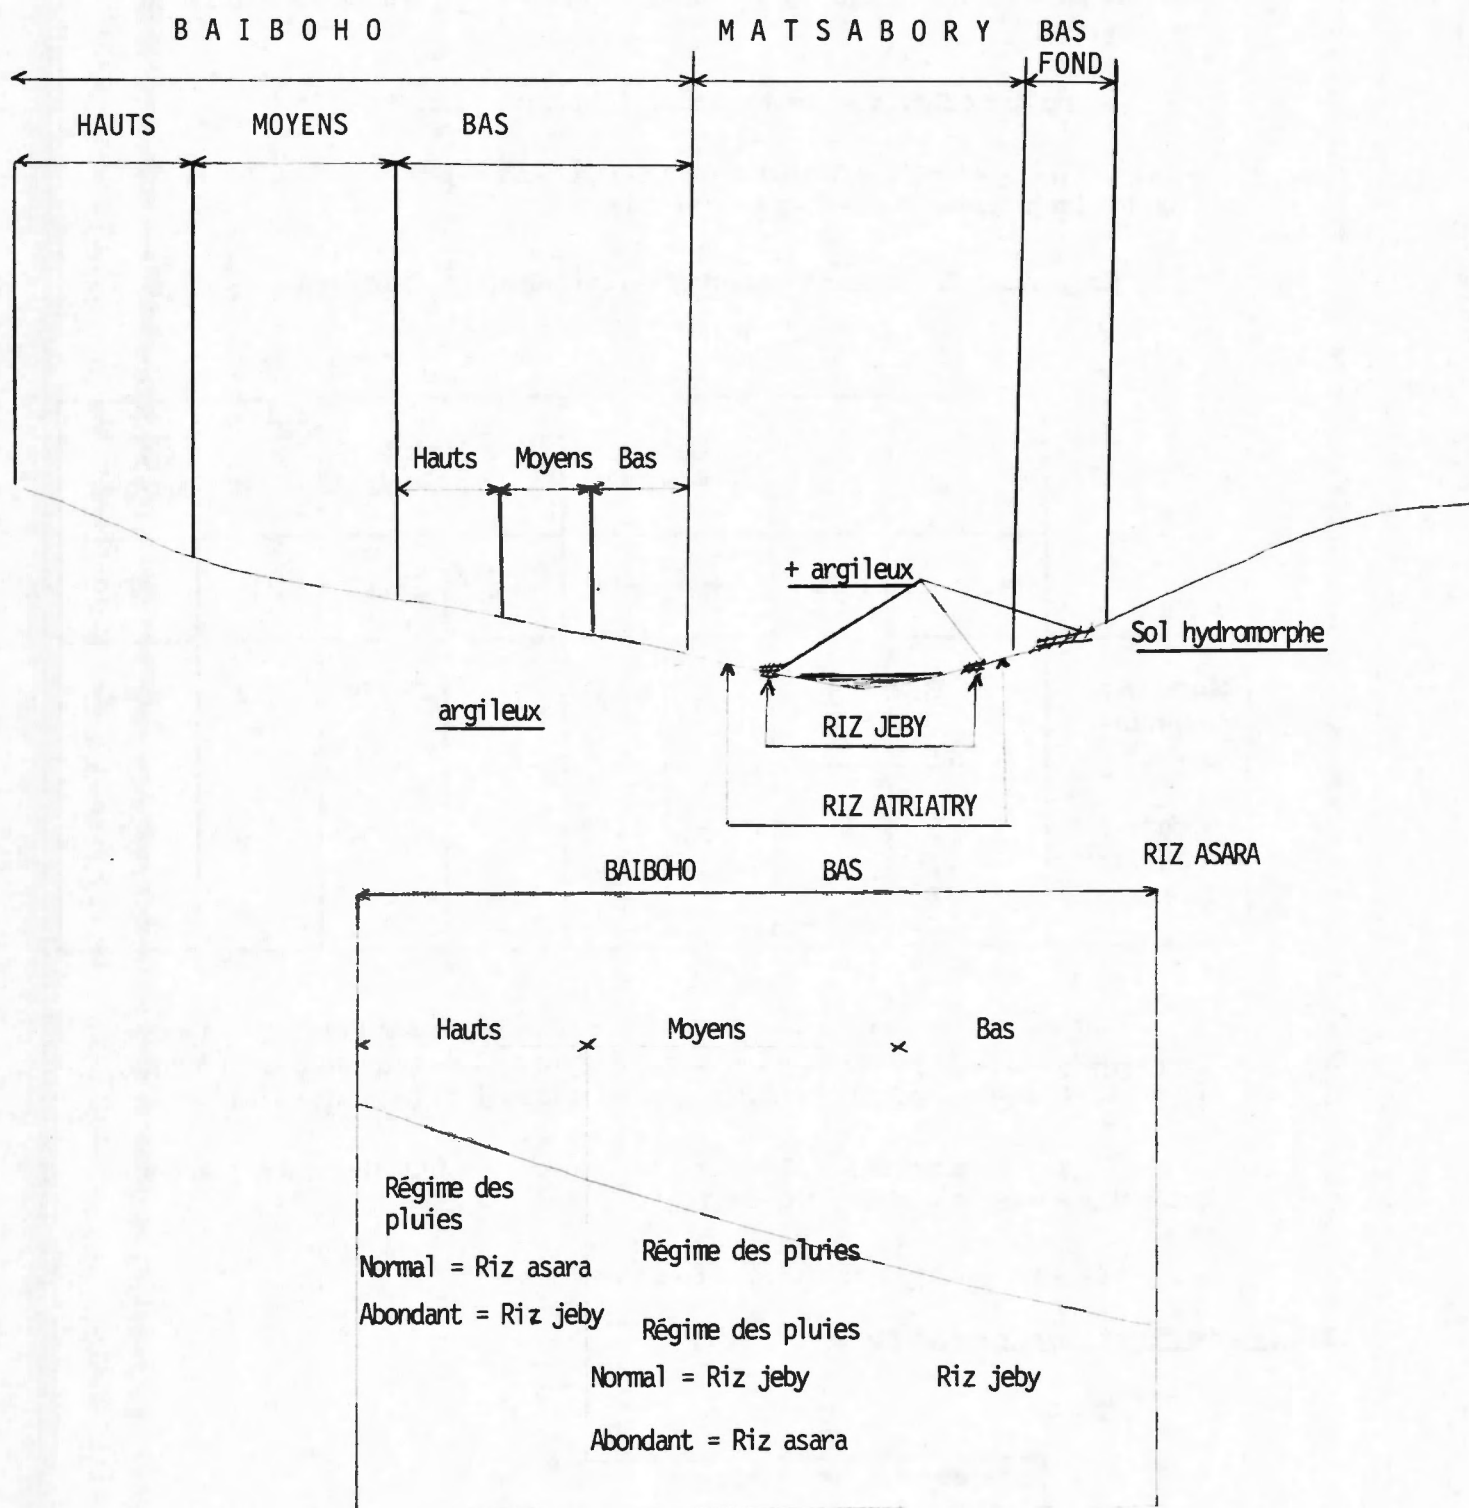 BAIBOHO MATSABORY BAS
FOND
HAUTS MOYENS BAS
Hauts Moyens Bas
+ argileux
Sol hydromorphe
argileux
RIZ JEBY
RIZ ATRIATRY
RIZ ASARA
BAIBOHO BAS
Hauts Moyens Bas
Régime des
pluies
Normal = Riz asara
Abondant = Riz jeby
Régime des pluies
Régime des pluies
Normal = Riz jeby
Abondant = Riz asara
Riz jeby